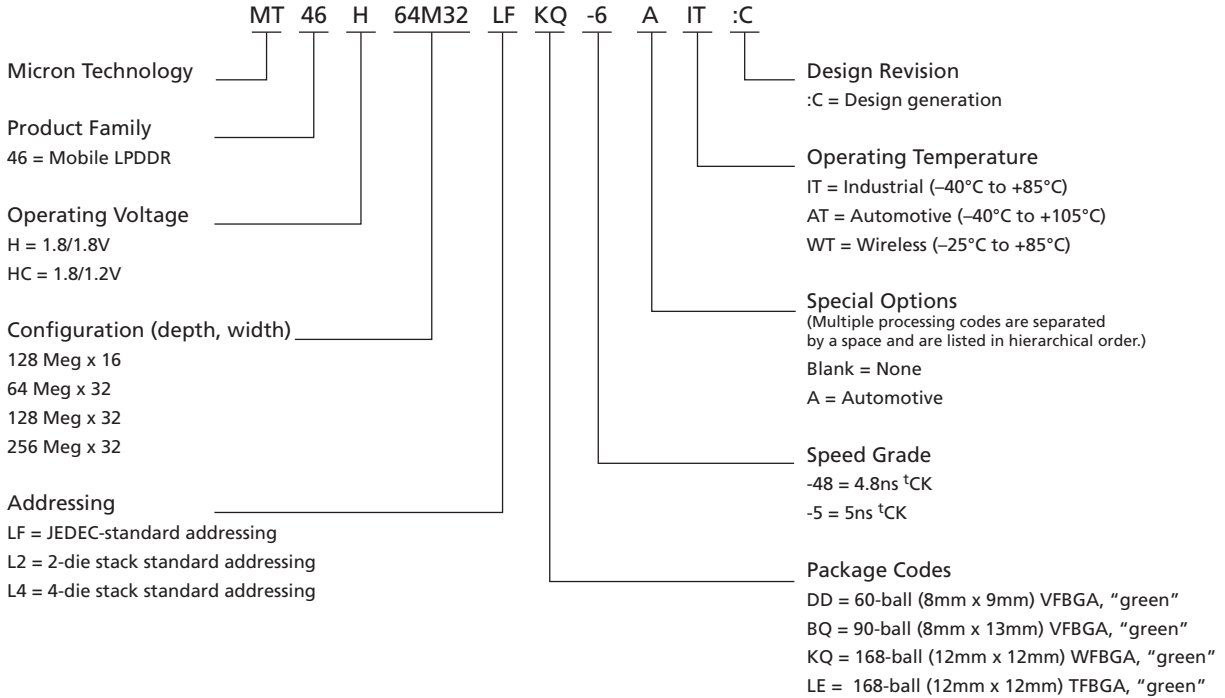 MT 46 H 64M32 LF KQ -6 A IT :C
Micron Technology
Product Family
46 = Mobile LPDDR
Operating Voltage
H = 1.8/1.8V
HC = 1.8/1.2V
Configuration (depth, width)
128 Meg x 16
64 Meg x 32
128 Meg x 32
256 Meg x 32
Addressing
LF = JEDEC-standard addressing
L2 = 2-die stack standard addressing
L4 = 4-die stack standard addressing
Design Revision
:C = Design generation
Operating Temperature
IT = Industrial (–40°C to +85°C)
AT = Automotive (–40°C to +105°C)
WT = Wireless (–25°C to +85°C)
Special Options
(Multiple processing codes are separated
by a space and are listed in hierarchical order.)
Blank = None
A = Automotive
Speed Grade
-48 = 4.8ns tCK
-5 = 5ns tCK
Package Codes
DD = 60-ball (8mm x 9mm) VFBGA, “green”
BQ = 90-ball (8mm x 13mm) VFBGA, “green”
KQ = 168-ball (12mm x 12mm) WFBGA, “green”
LE = 168-ball (12mm x 12mm) TFBGA, “green”